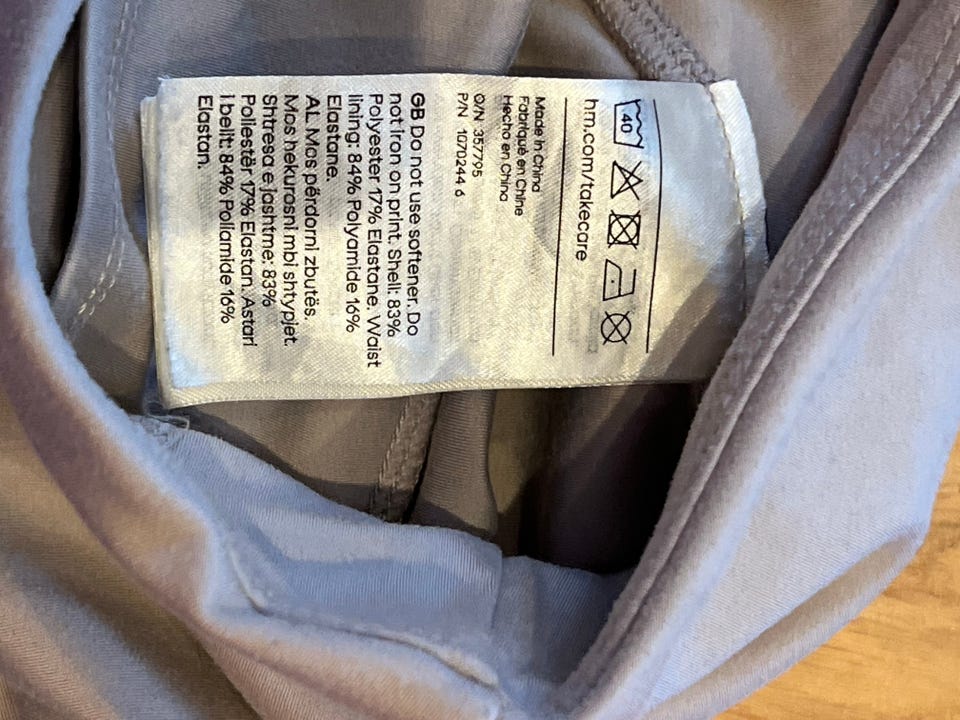 40
hm.com/takecare
Made in China
Fabriqué en Chine
Hecho en China
O/N 357795
P/N 1070244 6
GB Do not use softener. Do
not iron on print. Shell: 83%
Polyester 17% Elastane. Waist
lining: 84% Polyamide 16%
Elastane.
AL Mos përdorni zbutës.
Mos hekurosni mbi shtypjet.
Shtresa e jashtme: 83%
Poliestër 17% Elastan. Astari
i belit: 84% Poliamide 16%
Elastan.